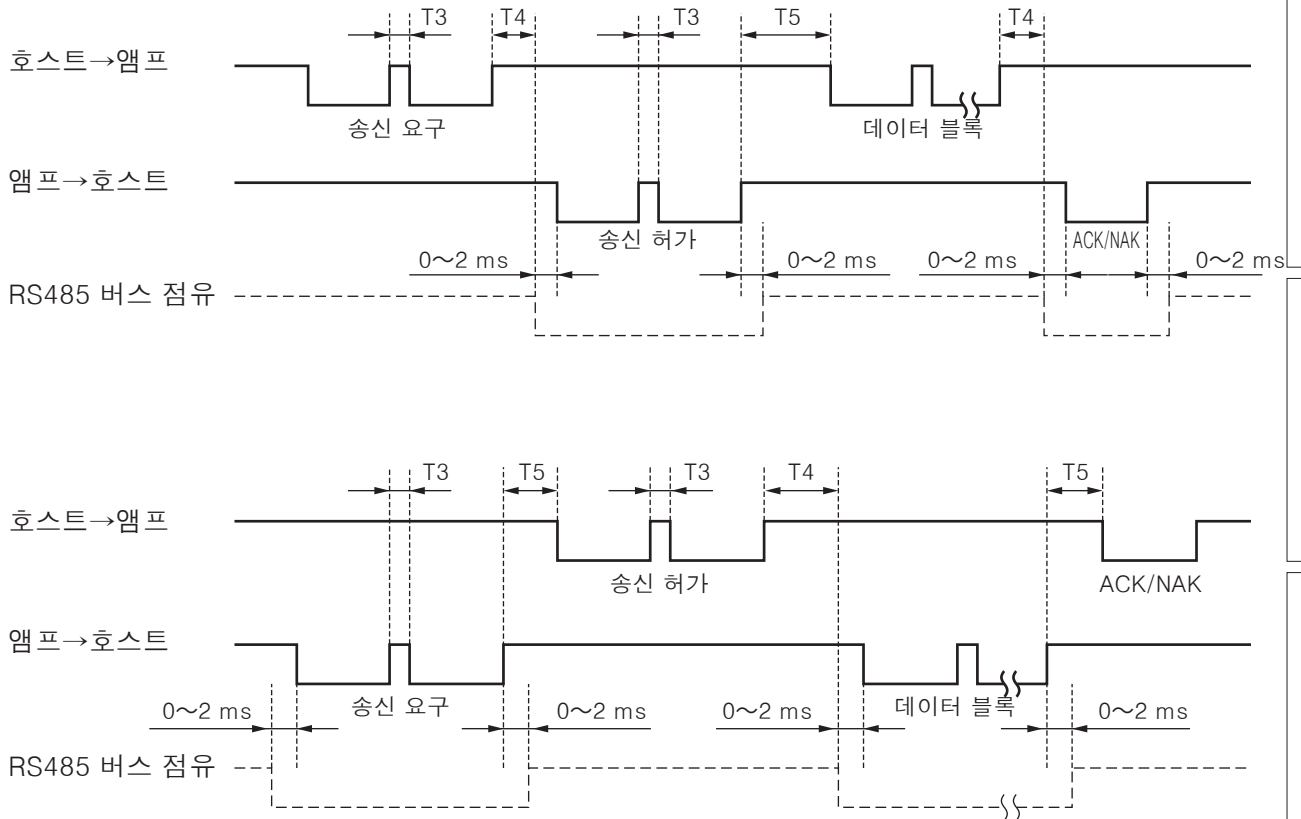 T3 T4 T3 T5 T4
호스트→앰프
송신 요구 데이터 블록
앰프→호스트
송신 허가 ACK/NAK
0～2 ms 0～2 ms 0～2 ms 0～2 ms
RS485 버스 점유
T3 T5 T3 T4 T5
호스트→앰프
송신 허가 ACK/NAK
앰프→호스트
송신 요구 데이터 블록
0～2 ms 0～2 ms 0～2 ms 0～2 ms
RS485 버스 점유